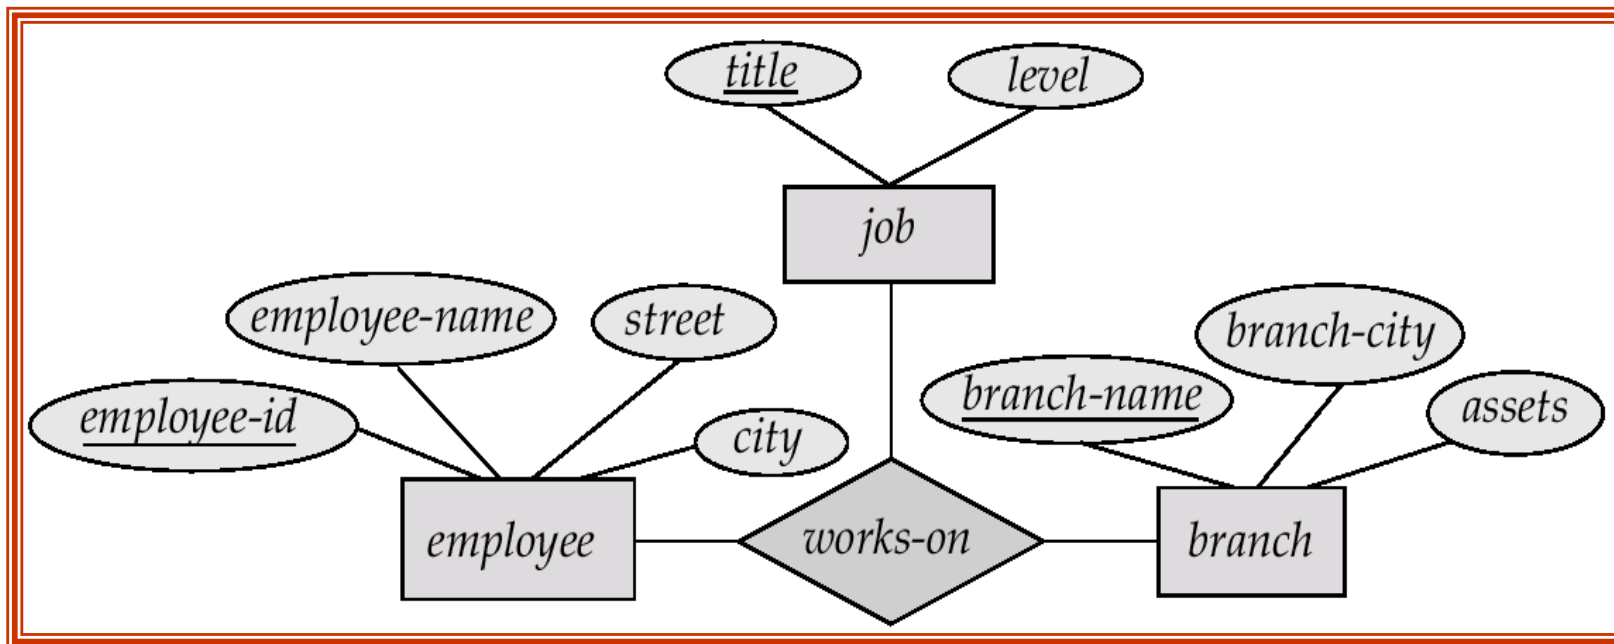 title
level
job
employee-name
street
branch-city
branch-name
assets
employee-id
city
employee
works-on
branch